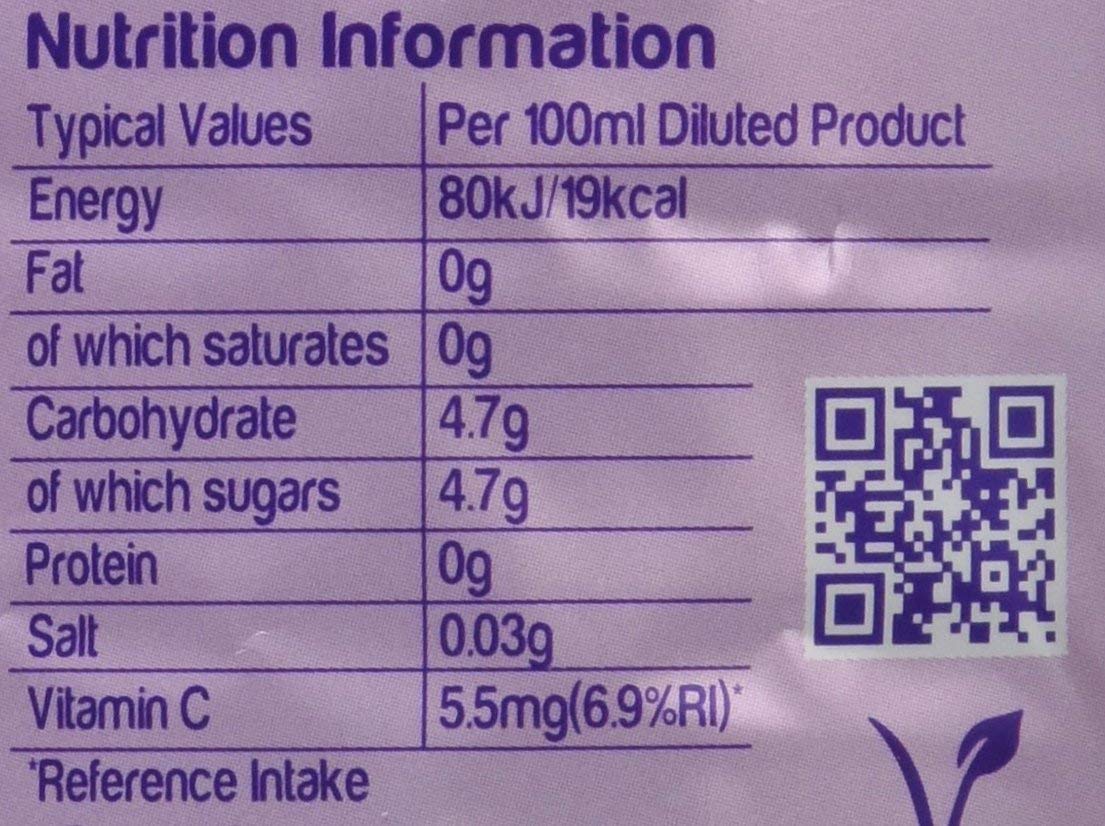 Nutrition Information
Typical Values Per 100ml Diluted Product
Energy 80kJ/19kcal
Fat 0g
of which saturates 0g
Carbohydrate 4.7g
of which sugars 4.7g
Protein 0g
Salt 0.03g
Vitamin C 5.5mg(6.9%RI)*
*Reference Intake